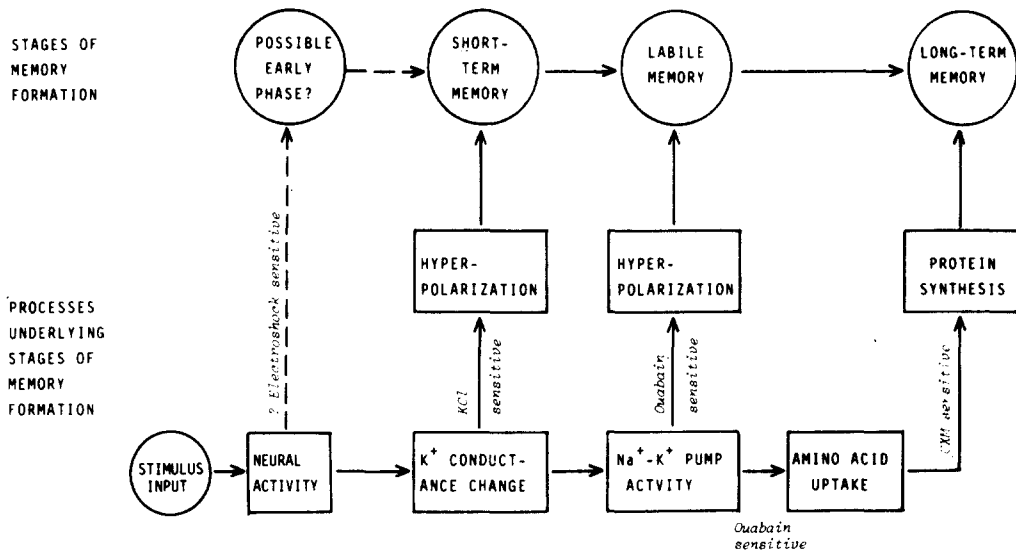 STAGES OF
MEMORY
FORMATION
POSSIBLE
EARLY
PHASE?
SHORT-
TERM
MEMORY
LABILE
MEMORY
LONG-TERM
MEMORY
PROCESSES
UNDERLYING
STAGES OF
MEMORY
FORMATION
? Electroshock sensitive
HYPER-
POLARIZATION
HYPER-
POLARIZATION
PROTEIN
SYNTHESIS
KCl
sensitive
Ouabain
sensitive
CXM sensitive
STIMULUS
INPUT
NEURAL
ACTIVITY
K⁺ CONDUCT-
ANCE CHANGE
Na⁺-K⁺ PUMP
ACTVITY
AMINO ACID
UPTAKE
Ouabain
sensitive